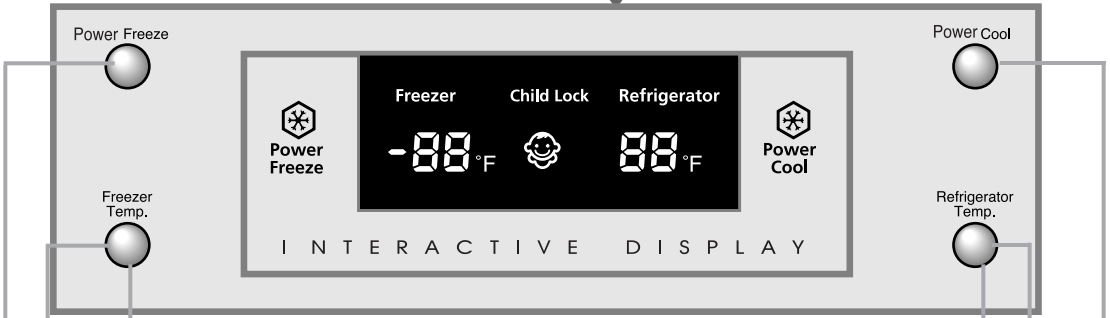 Power Freeze
Power Cool
Freezer
Child Lock
Refrigerator
Power
Freeze
-88 °F
88 °F
Power
Cool
Freezer
Temp.
Refrigerator
Temp.
INTERACTIVE DISPLAY